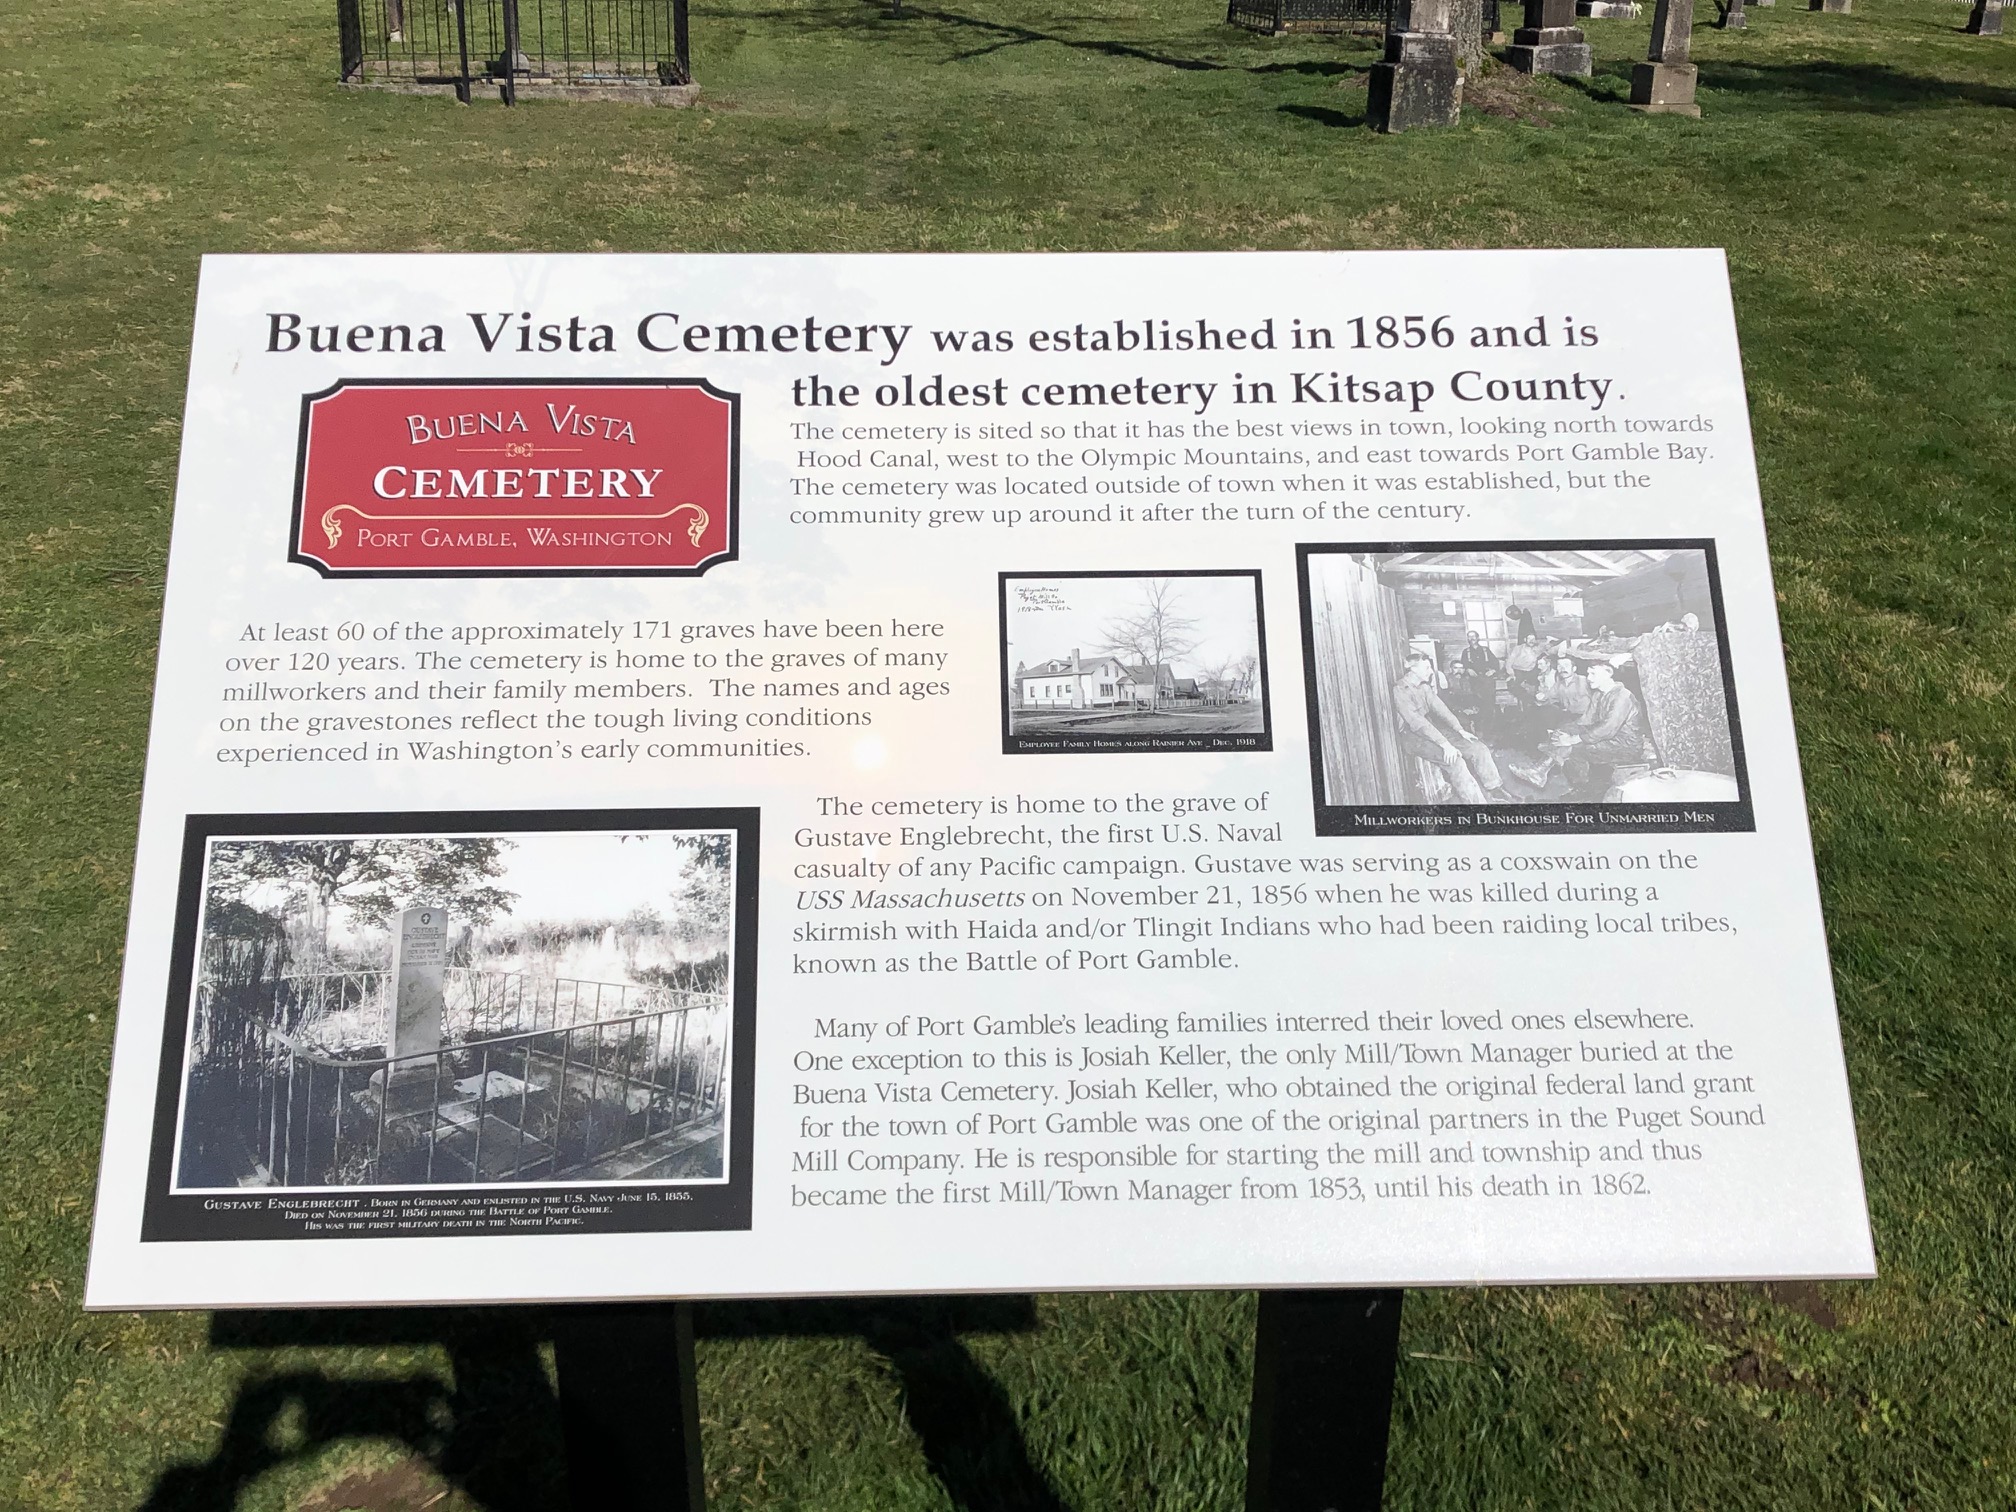 Buena Vista Cemetery was established in 1856 and is
the oldest cemetery in Kitsap County.
BUENA VISTA
CEMETERY
PORT GAMBLE, WASHINGTON
The cemetery is sited so that it has the best views in town, looking north towards
Hood Canal, west to the Olympic Mountains, and east towards Port Gamble Bay.
The cemetery was located outside of town when it was established, but the
community grew up around it after the turn of the century.
At least 60 of the approximately 171 graves have been here
over 120 years. The cemetery is home to the graves of many
millworkers and their family members. The names and ages
on the gravestones reflect the tough living conditions
experienced in Washington's early communities.
EMPLOYEE FAMILY HOMES ALONG RAINIER AVE DEC. 1918
MILLWORKERS IN BUNKHOUSE FOR UNMARRIED MEN
The cemetery is home to the grave of
Gustave Englebrecht, the first U.S. Naval
casualty of any Pacific campaign. Gustave was serving as a coxswain on the
USS Massachusetts on November 21, 1856 when he was killed during a
skirmish with Haida and/or Tlingit Indians who had been raiding local tribes,
known as the Battle of Port Gamble.
GUSTAVE
ENGLEBRECHT
GUSTAVE ENGLEBRECHT . BORN IN GERMANY AND ENLISTED IN THE U.S. NAVY JUNE 15, 1855.
DIED ON NOVEMBER 21, 1856 DURING THE BATTLE OF PORT GAMBLE.
HIS WAS THE FIRST MILITARY DEATH IN THE NORTH PACIFIC.
Many of Port Gamble's leading families interred their loved ones elsewhere.
One exception to this is Josiah Keller, the only Mill/Town Manager buried at the
Buena Vista Cemetery. Josiah Keller, who obtained the original federal land grant
for the town of Port Gamble was one of the original partners in the Puget Sound
Mill Company. He is responsible for starting the mill and township and thus
became the first Mill/Town Manager from 1853, until his death in 1862.